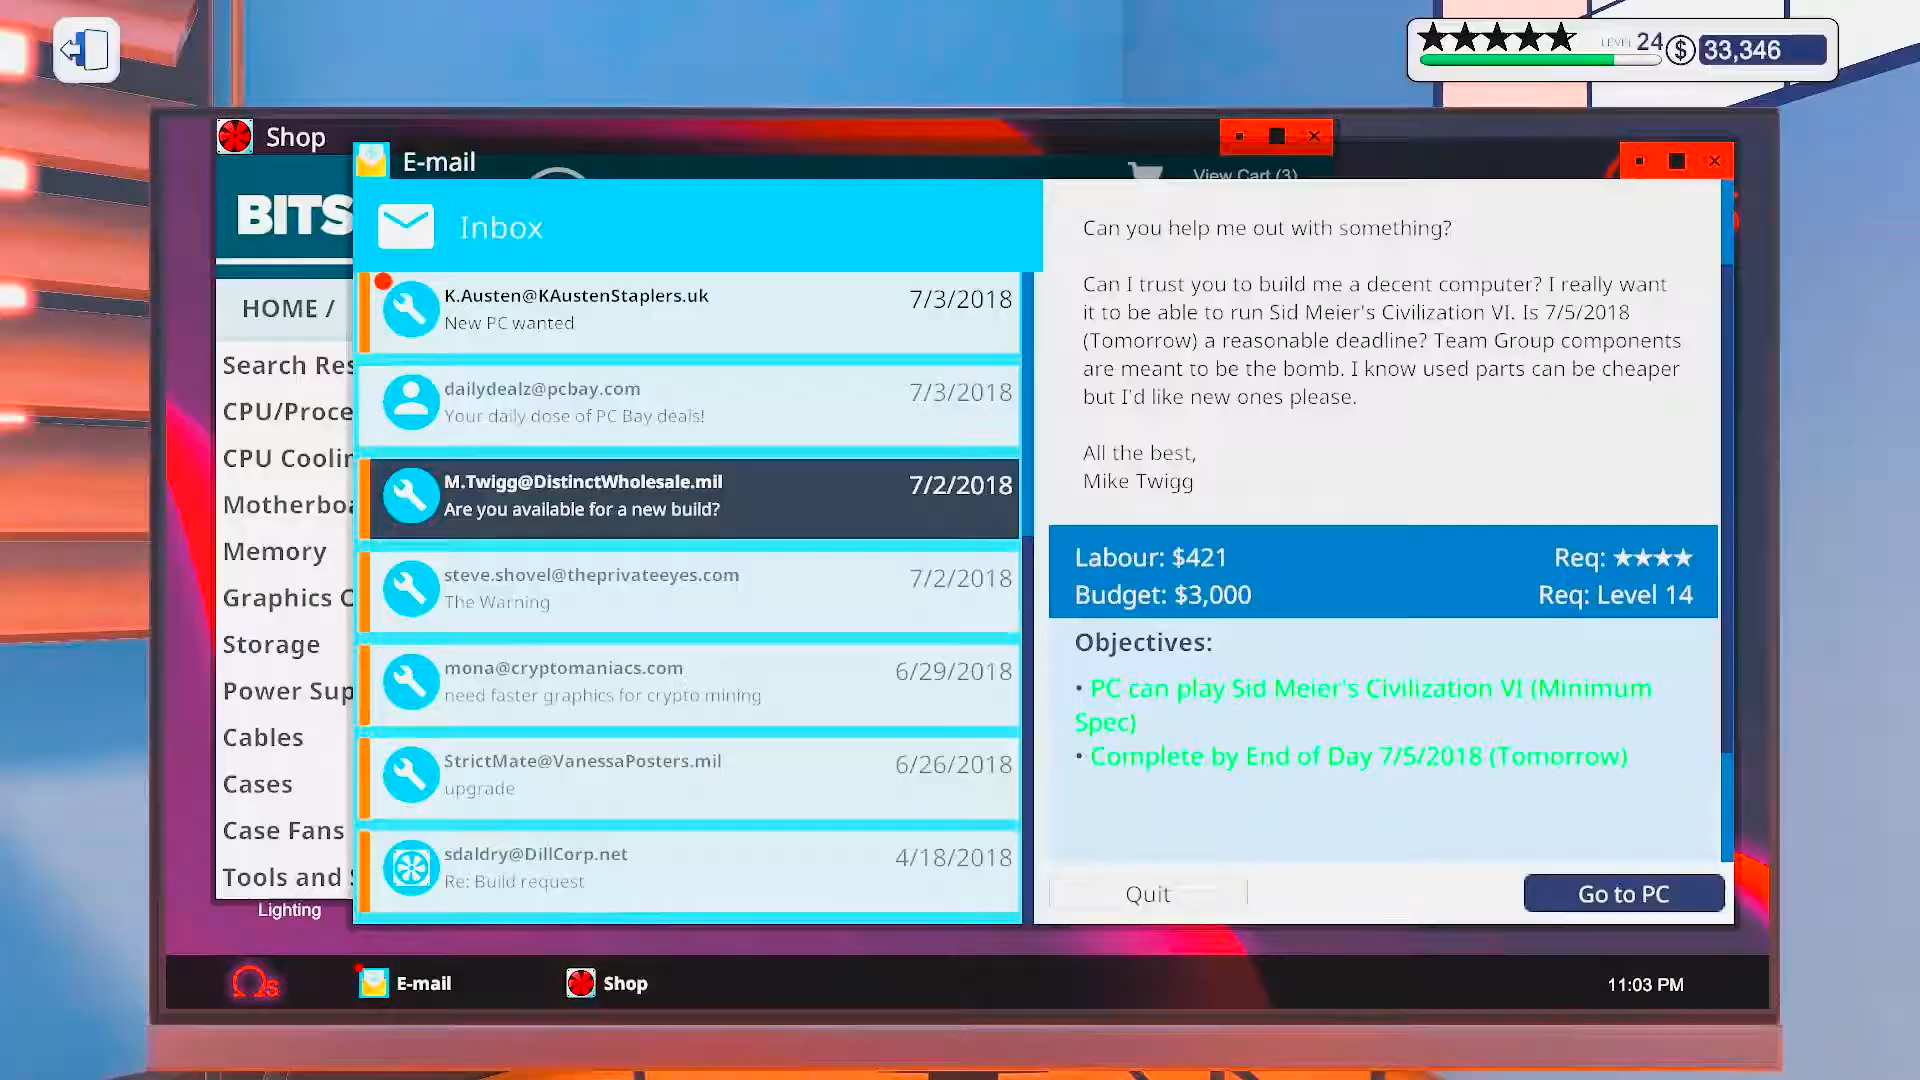 LEVEL 24
$ 33,346
Shop
E-mail
View Cart (3)
BITS
Inbox
HOME /
Search Res
CPU/Proce
CPU Coolin
Motherboa
Memory
Graphics C
Storage
Power Sup
Cables
Cases
Case Fans
Tools and
Lighting
K.Austen@KAustenStaplers.uk
7/3/2018
New PC wanted
dailydealz@pcbay.com
7/3/2018
Your daily dose of PC Bay deals!
M.Twigg@DistinctWholesale.mil
7/2/2018
Are you available for a new build?
steve.shovel@theprivateeyes.com
7/2/2018
The Warning
mona@cryptomaniacs.com
6/29/2018
need faster graphics for crypto mining
StrictMate@VanessaPosters.mil
6/26/2018
upgrade
sdaldry@DillCorp.net
4/18/2018
Re: Build request
Can you help me out with something?
Can I trust you to build me a decent computer? I really want
it to be able to run Sid Meier's Civilization VI. Is 7/5/2018
(Tomorrow) a reasonable deadline? Team Group components
are meant to be the bomb. I know used parts can be cheaper
but I'd like new ones please.
All the best,
Mike Twigg
Labour: $421
Req: ★★★★
Budget: $3,000
Req: Level 14
Objectives:
• PC can play Sid Meier's Civilization VI (Minimum
Spec)
• Complete by End of Day 7/5/2018 (Tomorrow)
Quit
Go to PC
Ωs
E-mail
Shop
11:03 PM